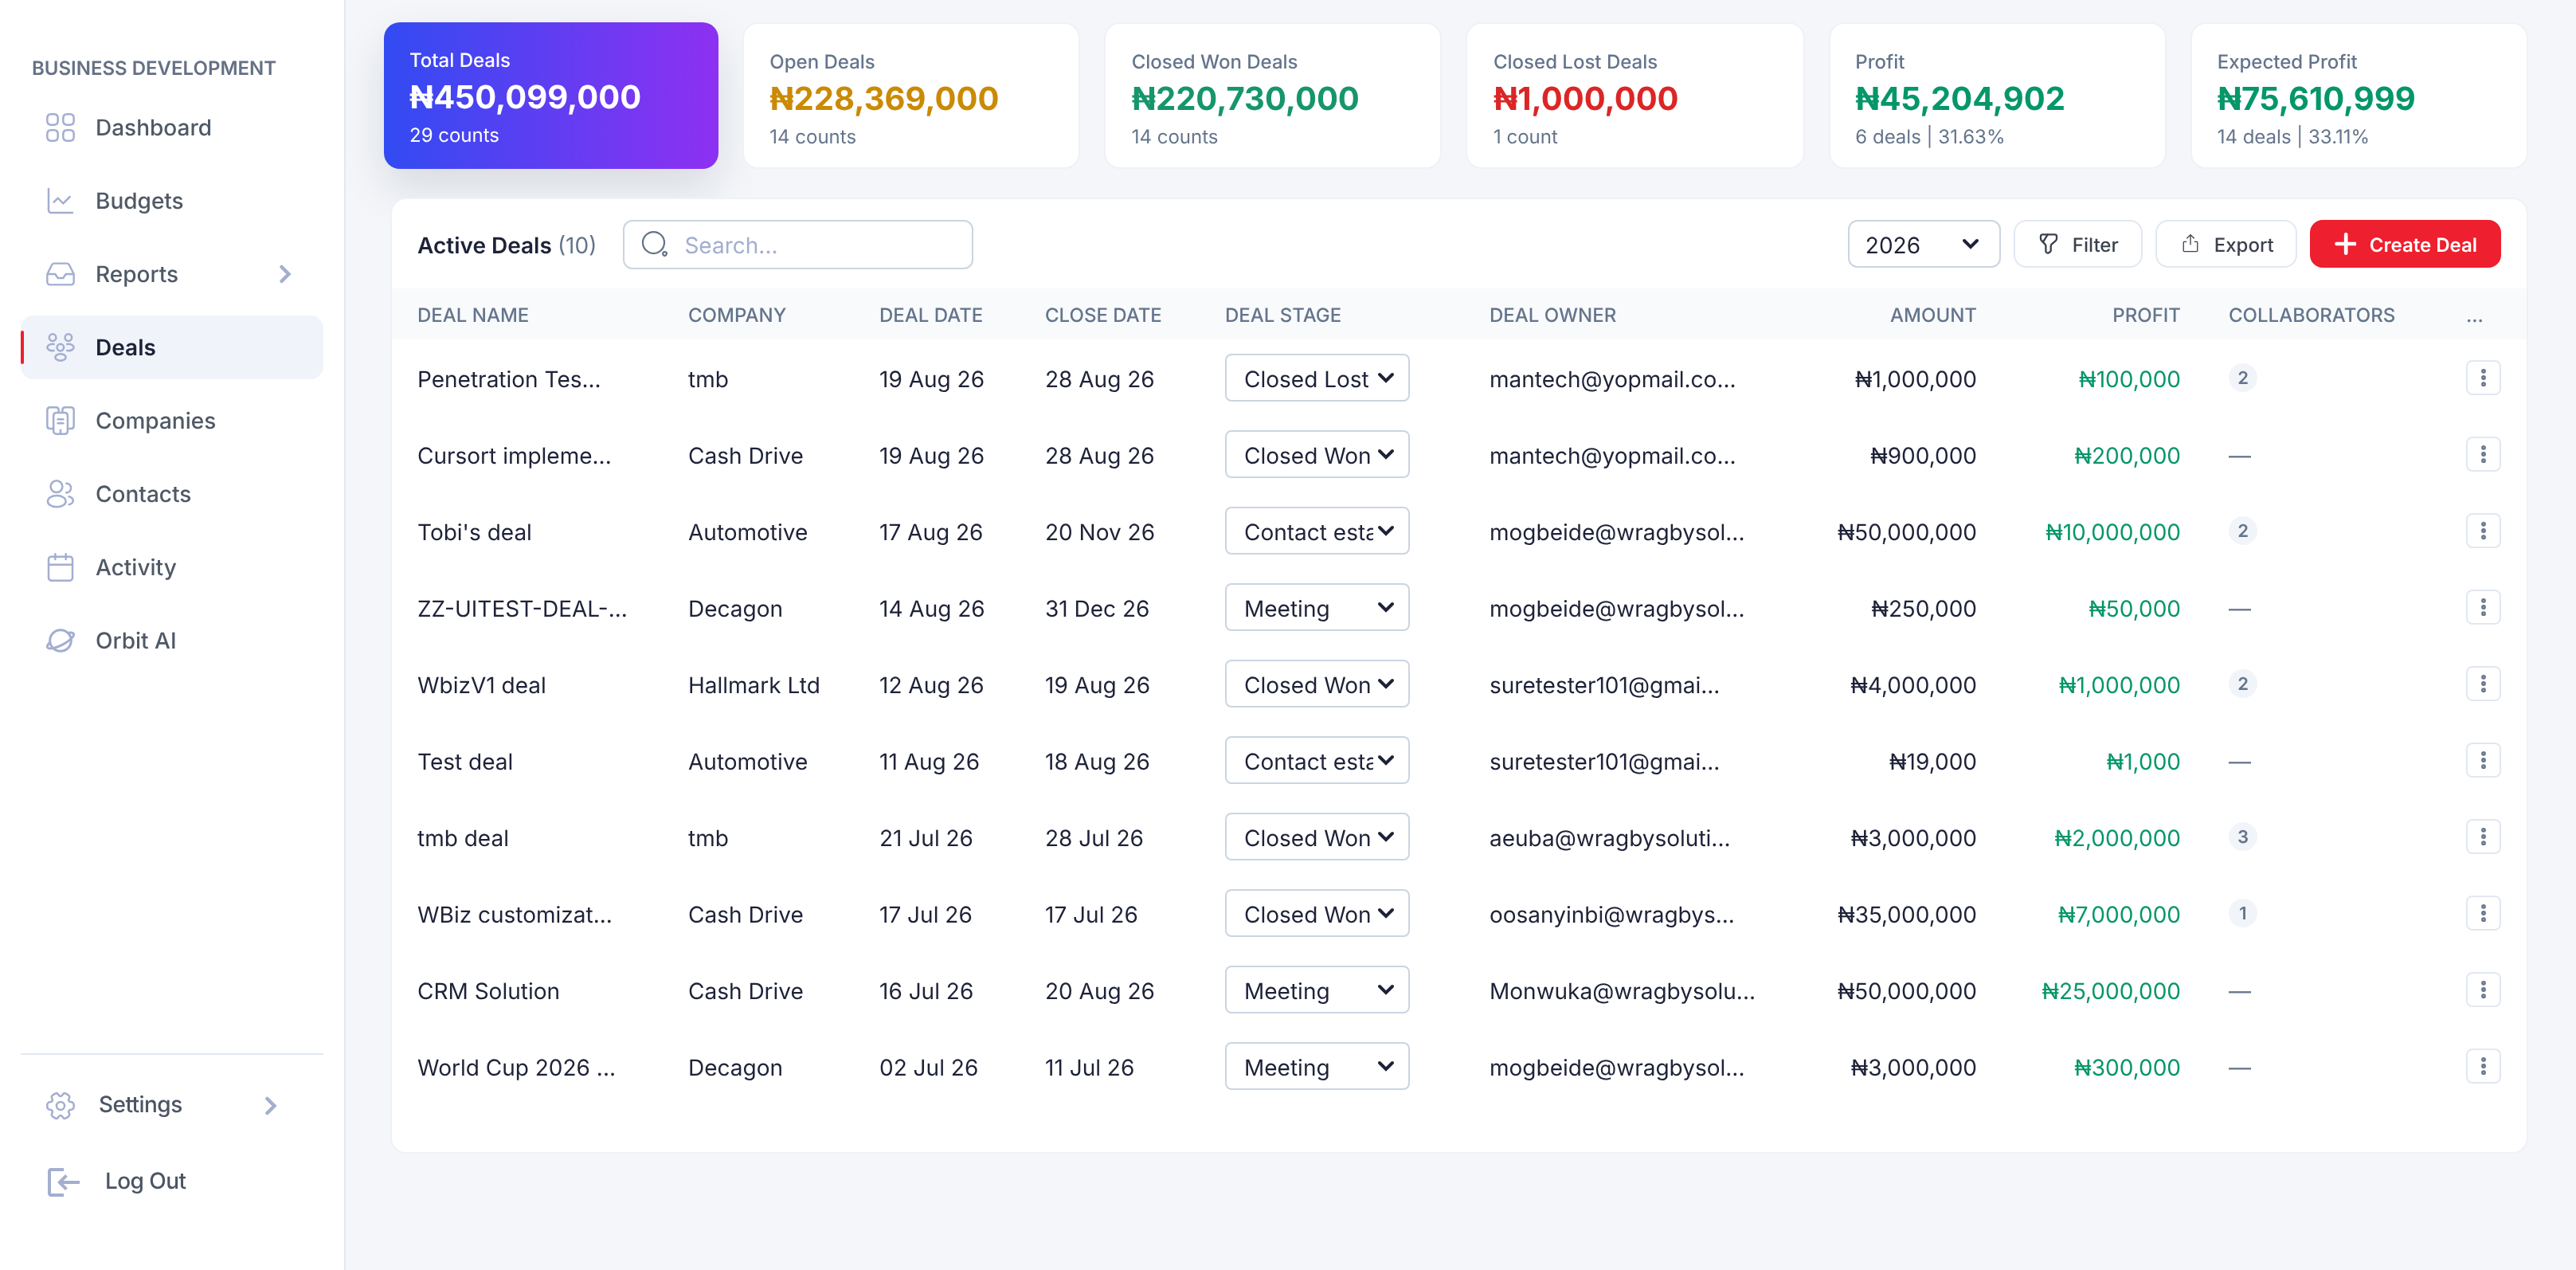 BUSINESS DEVELOPMENT
Dashboard
Budgets
Reports
Deals
Companies
Contacts
Activity
Orbit AI
Settings
Log Out
Total Deals
₦450,099,000
29 counts
Open Deals
₦228,369,000
14 counts
Closed Won Deals
₦220,730,000
14 counts
Closed Lost Deals
₦1,000,000
1 count
Profit
₦45,204,902
6 deals | 31.63%
Expected Profit
₦75,610,999
14 deals | 33.11%
Active Deals (10) Search... 2026 Filter Export Create Deal
DEAL NAME COMPANY DEAL DATE CLOSE DATE DEAL STAGE DEAL OWNER AMOUNT PROFIT COLLABORATORS ...
Penetration Tes... tmb 19 Aug 26 28 Aug 26 Closed Lost mantech@yopmail.co... ₦1,000,000 ₦100,000 2
Cursort impleme... Cash Drive 19 Aug 26 28 Aug 26 Closed Won mantech@yopmail.co... ₦900,000 ₦200,000 —
Tobi's deal Automotive 17 Aug 26 20 Nov 26 Contact esta mogbeide@wragbysol... ₦50,000,000 ₦10,000,000 2
ZZ-UITEST-DEAL-... Decagon 14 Aug 26 31 Dec 26 Meeting mogbeide@wragbysol... ₦250,000 ₦50,000 —
WbizV1 deal Hallmark Ltd 12 Aug 26 19 Aug 26 Closed Won suretester101@gmai... ₦4,000,000 ₦1,000,000 2
Test deal Automotive 11 Aug 26 18 Aug 26 Contact esta suretester101@gmai... ₦19,000 ₦1,000 —
tmb deal tmb 21 Jul 26 28 Jul 26 Closed Won aeuba@wragbysoluti... ₦3,000,000 ₦2,000,000 3
WBiz customizat... Cash Drive 17 Jul 26 17 Jul 26 Closed Won oosanyinbi@wragbys... ₦35,000,000 ₦7,000,000 1
CRM Solution Cash Drive 16 Jul 26 20 Aug 26 Meeting Monwuka@wragbysolu... ₦50,000,000 ₦25,000,000 —
World Cup 2026 ... Decagon 02 Jul 26 11 Jul 26 Meeting mogbeide@wragbysol... ₦3,000,000 ₦300,000 —